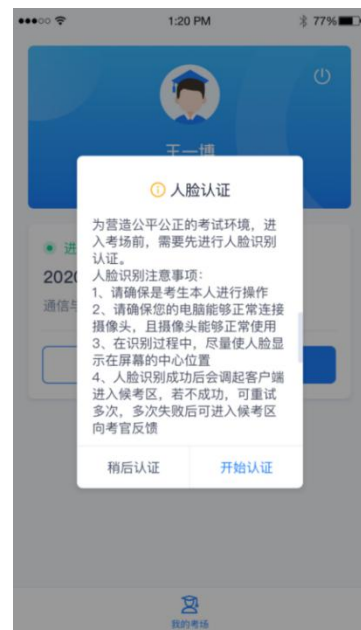 1:20 PM
77%
王一博
ⓘ 人脸认证
为营造公平公正的考试环境，进
入考场前，需要先进行人脸识别
认证。
人脸识别注意事项：
1、请确保是考生本人进行操作
2、请确保您的电脑能够正常连接
摄像头，且摄像头能够正常使用
3、在识别过程中，尽量使人脸显
示在屏幕的中心位置
4、人脸识别成功后会调起客户端
进入候考区，若不成功，可重试
多次，多次失败后可进入候考区
向考官反馈
进
202
通信与
稍后认证 开始认证
我的考场